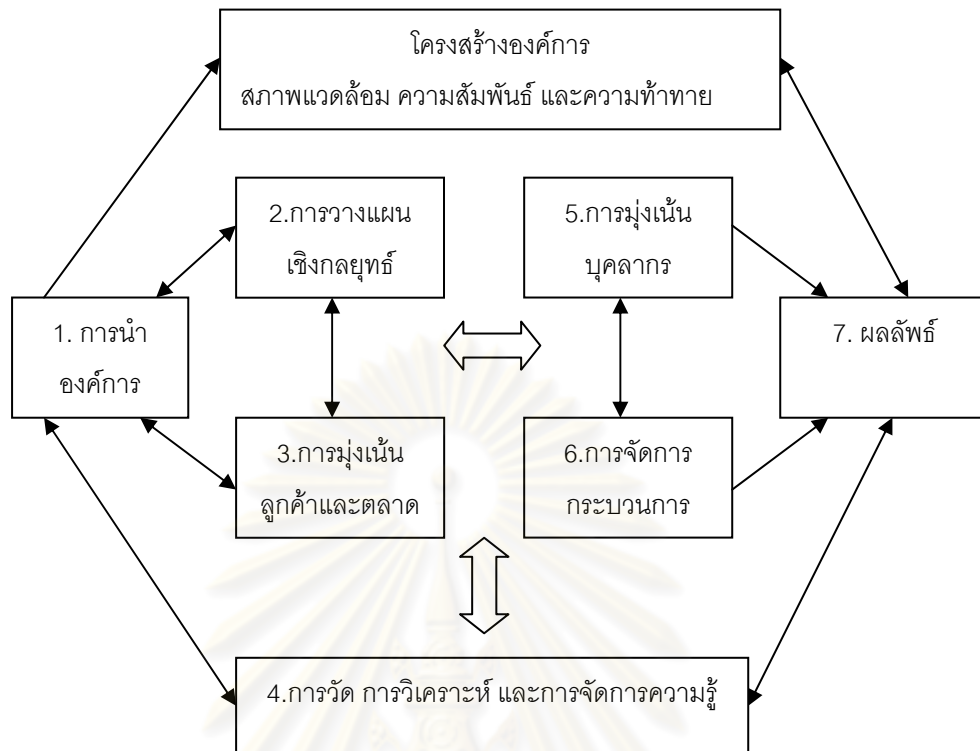 โครงสร้างองค์การ
สภาพแวดล้อม ความสัมพันธ์ และความท้าทาย
2.การวางแผน
เชิงกลยุทธ์
5.การมุ่งเน้น
บุคลากร
1. การนำ
องค์การ
7. ผลลัพธ์
3.การมุ่งเน้น
ลูกค้าและตลาด
6.การจัดการ
กระบวนการ
4.การวัด การวิเคราะห์ และการจัดการความรู้